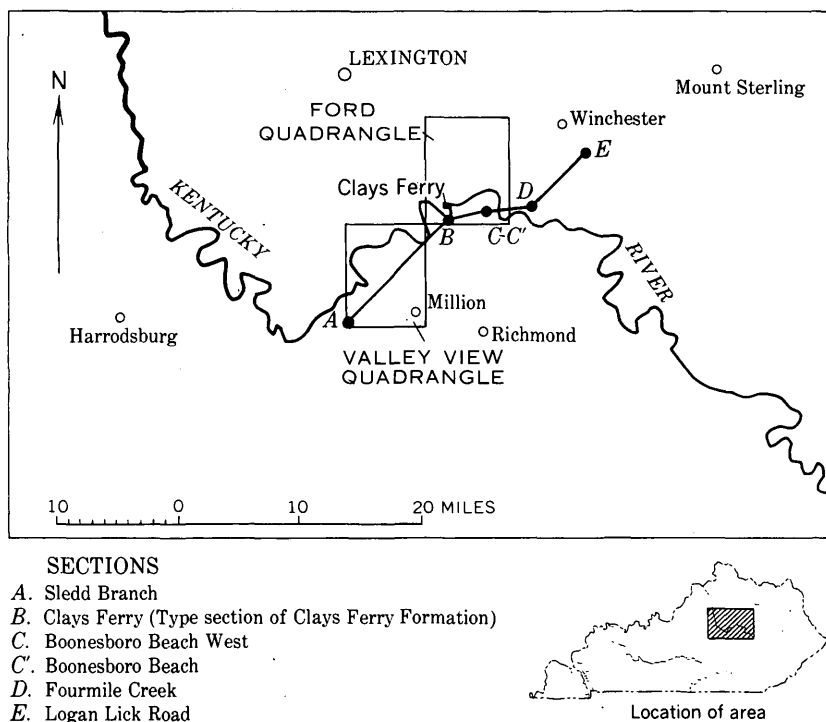 N
LEXINGTON
Mount Sterling
FORD
QUADRANGLE
Winchester
E
Clays Ferry
D
KENTUCKY
B
C-C'
RIVER
A
Million
Harrodsburg
Richmond
VALLEY VIEW
QUADRANGLE
10 0 10 20 MILES
SECTIONS
A. Sledd Branch
B. Clays Ferry (Type section of Clays Ferry Formation)
C. Boonesboro Beach West
C'. Boonesboro Beach
D. Fourmile Creek
E. Logan Lick Road
Location of area